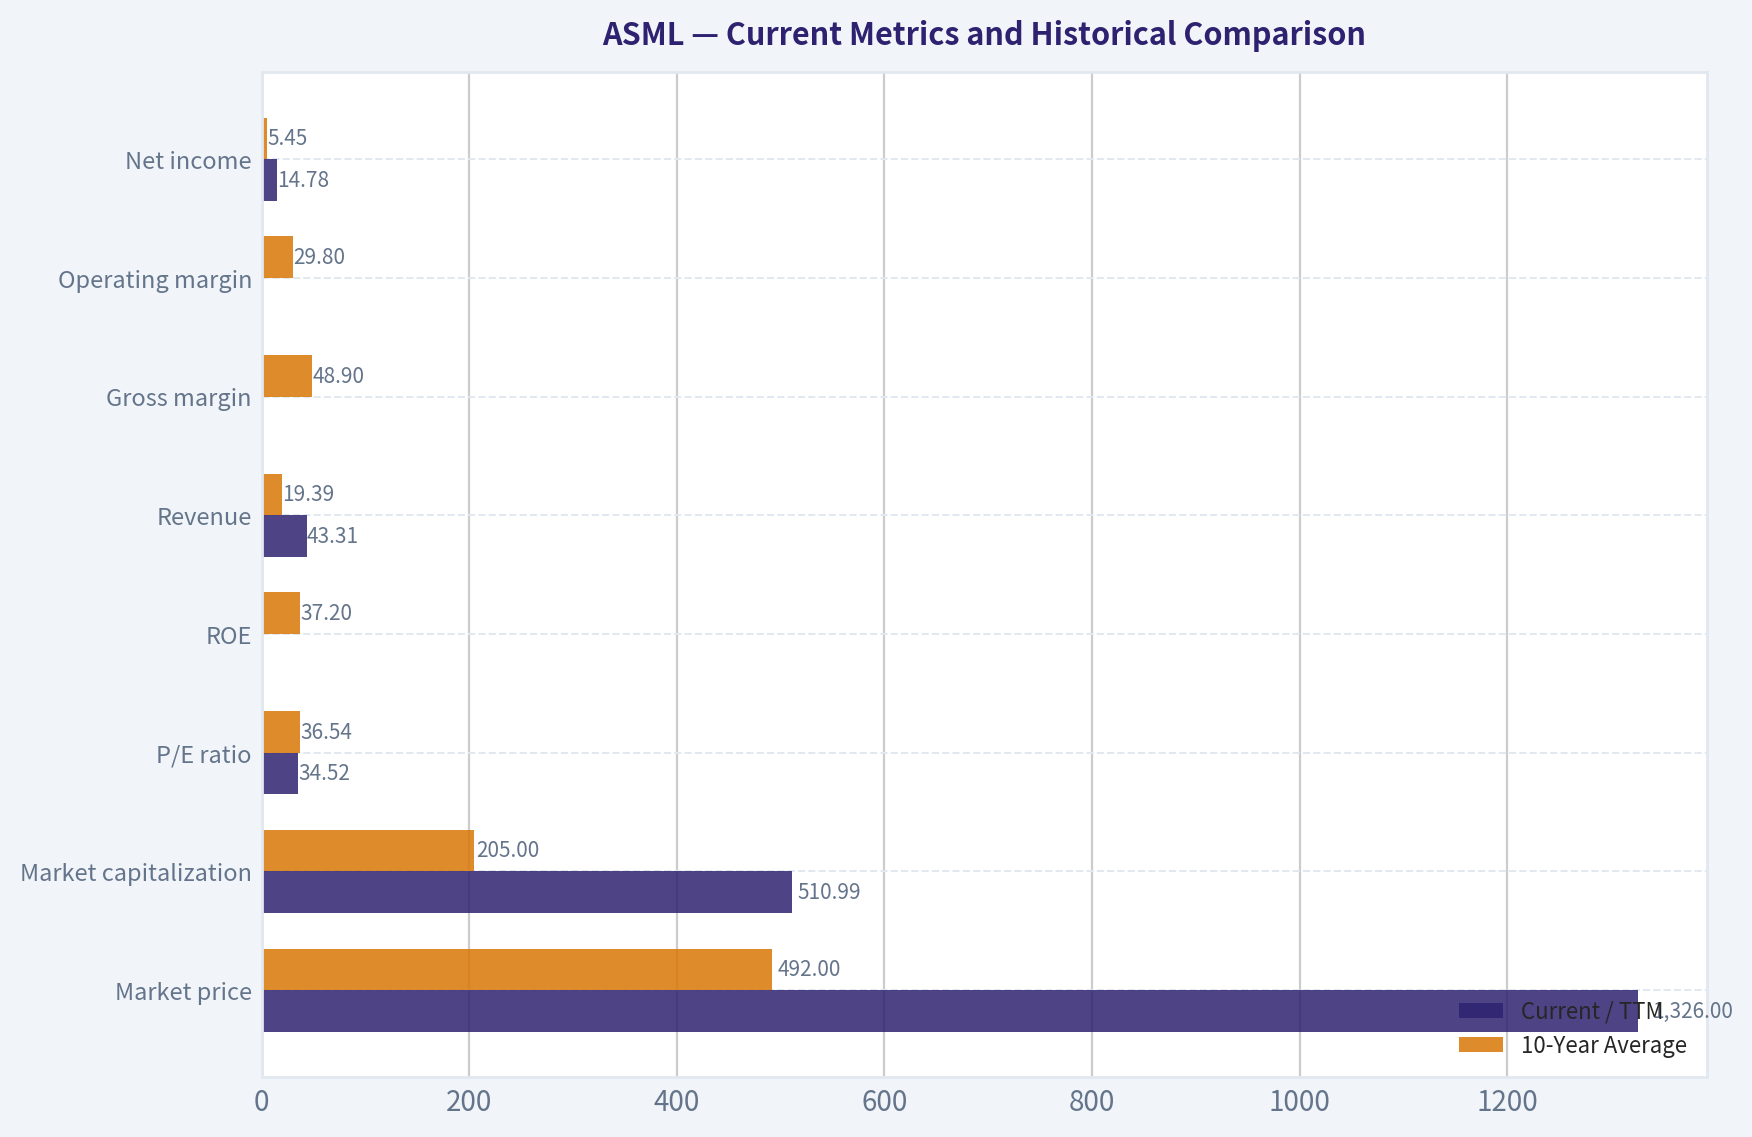 ASML — Current Metrics and Historical Comparison
Net income
5.45
14.78
Operating margin
29.80
Gross margin
48.90
Revenue
19.39
43.31
ROE
37.20
P/E ratio
36.54
34.52
Market capitalization
205.00
510.99
Market price
492.00
1,326.00
Current / TTM
10-Year Average
0 200 400 600 800 1000 1200